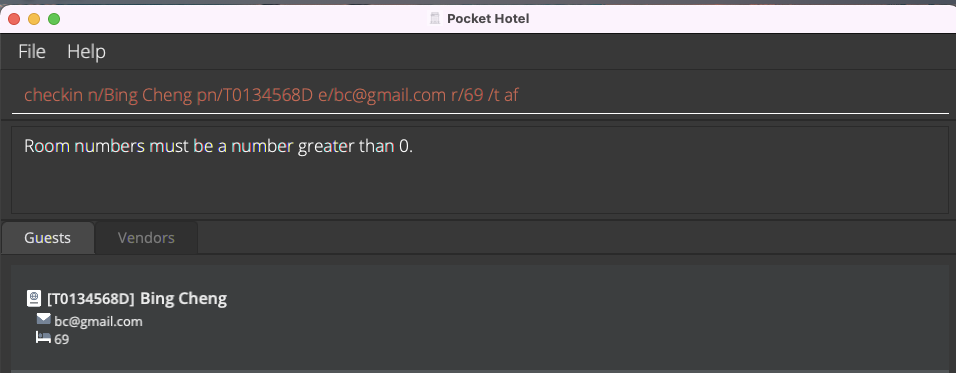 Pocket Hotel
File Help
checkin n/Bing Cheng pn/T0134568D e/bc@gmail.com r/69 /t af
Room numbers must be a number greater than 0.
Guests Vendors
[T0134568D] Bing Cheng
bc@gmail.com
69